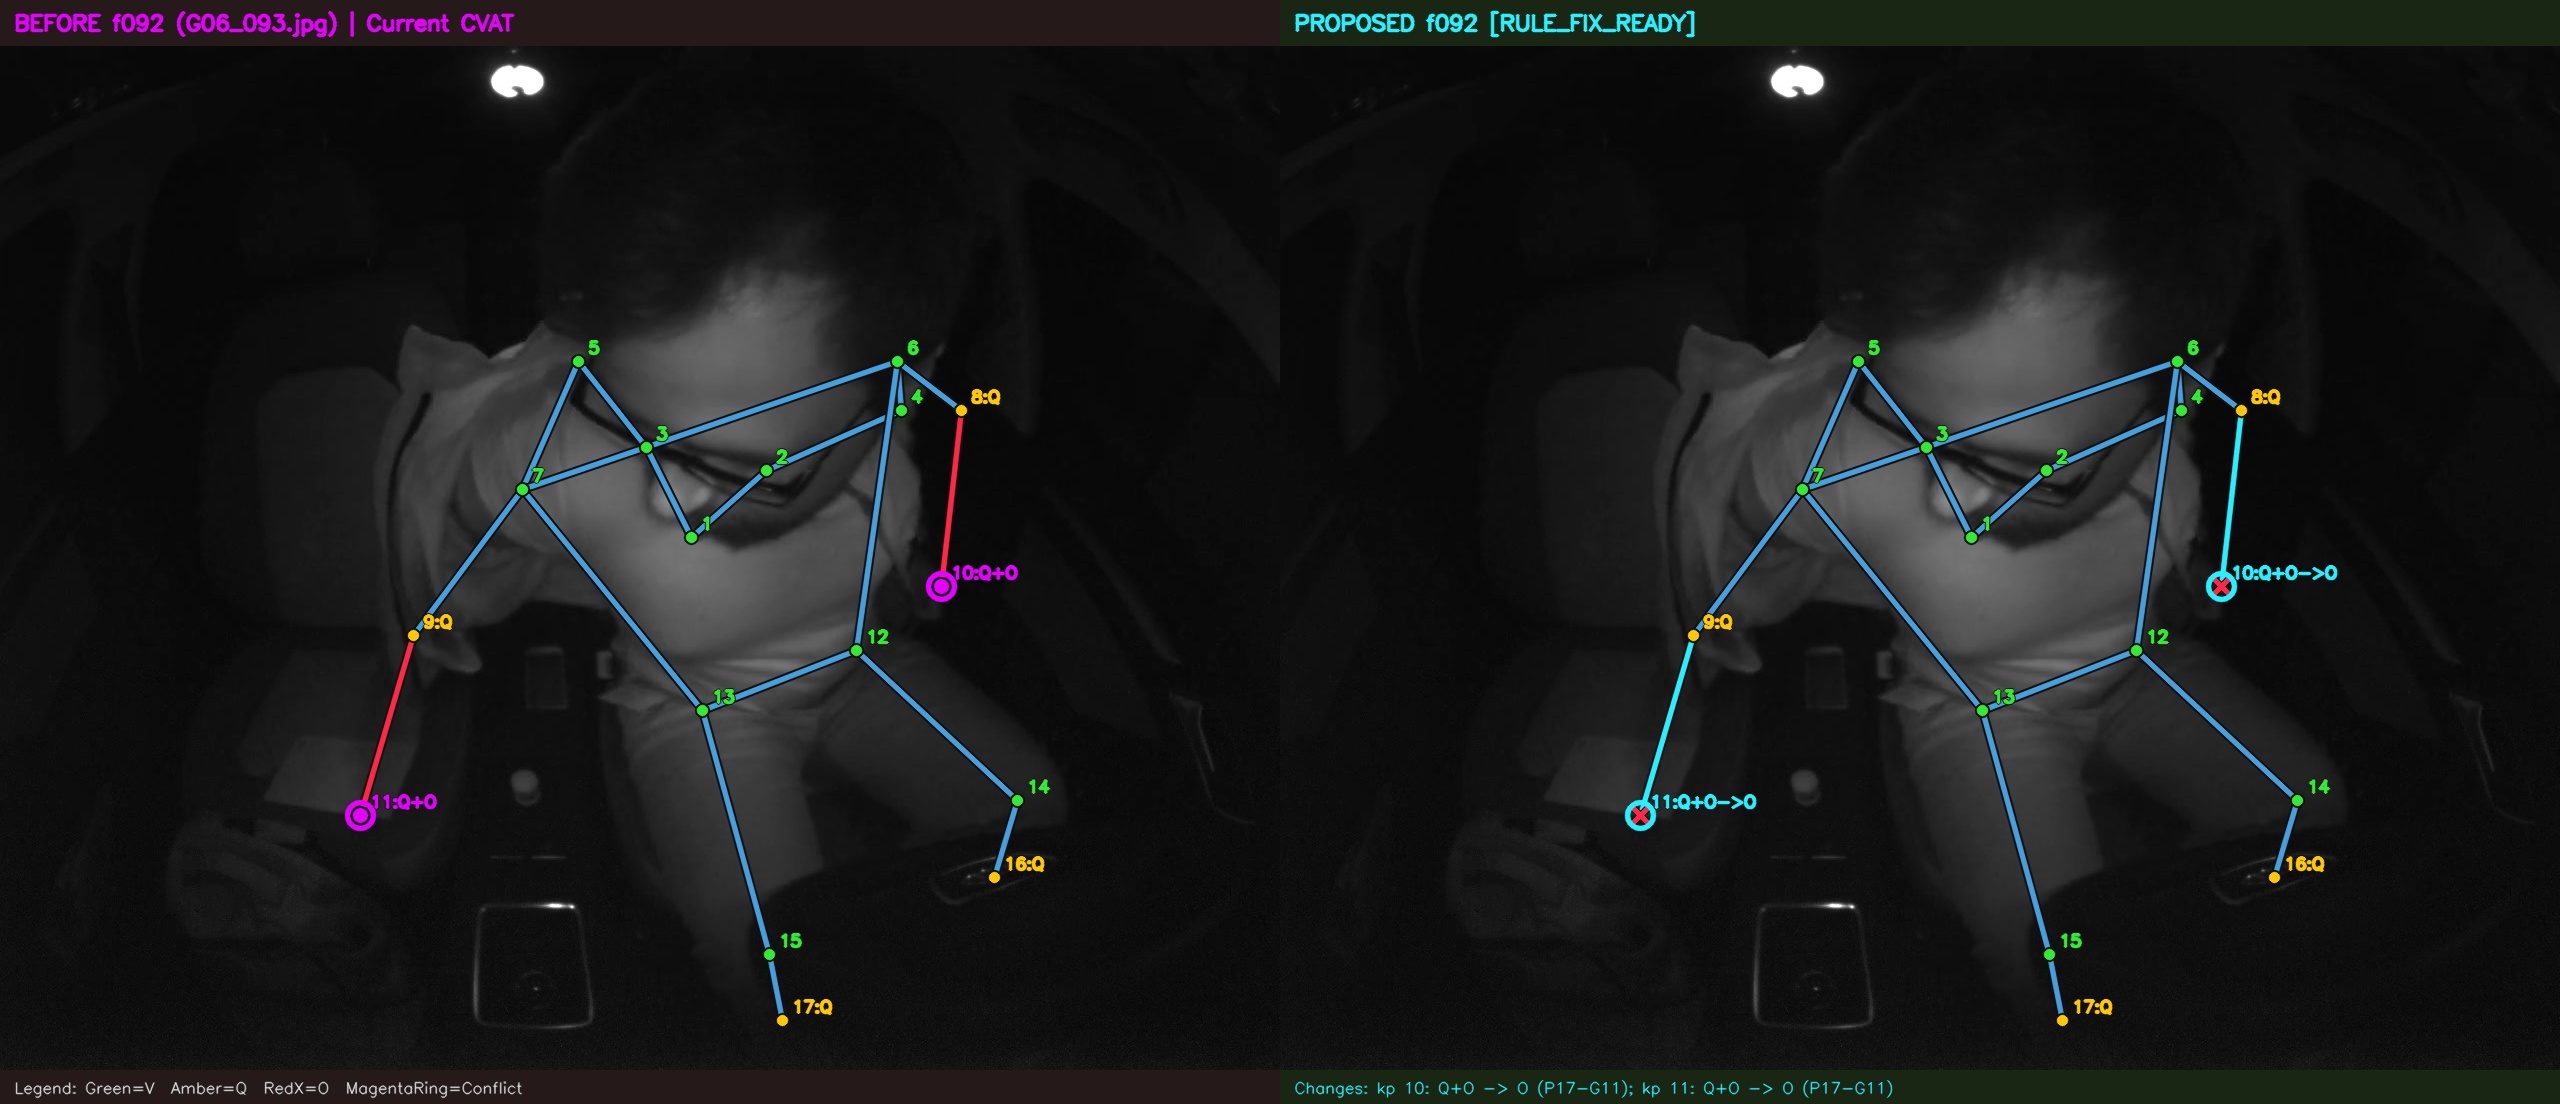 BEFORE f092 (G06_093.jpg) | Current CVAT
5
6
4
8:Q
3
2
7
1
10:Q+O
9:Q
12
13
14
11:Q+O
16:Q
15
17:Q
Legend: Green=V Amber=Q RedX=O MagentaRing=Conflict
PROPOSED f092 [RULE_FIX_READY]
5
6
4
8:Q
3
2
7
1
10:Q+O->O
9:Q
12
13
14
11:Q+O->O
16:Q
15
17:Q
Changes: kp 10: Q+O -> O (P17-G11); kp 11: Q+O -> O (P17-G11)